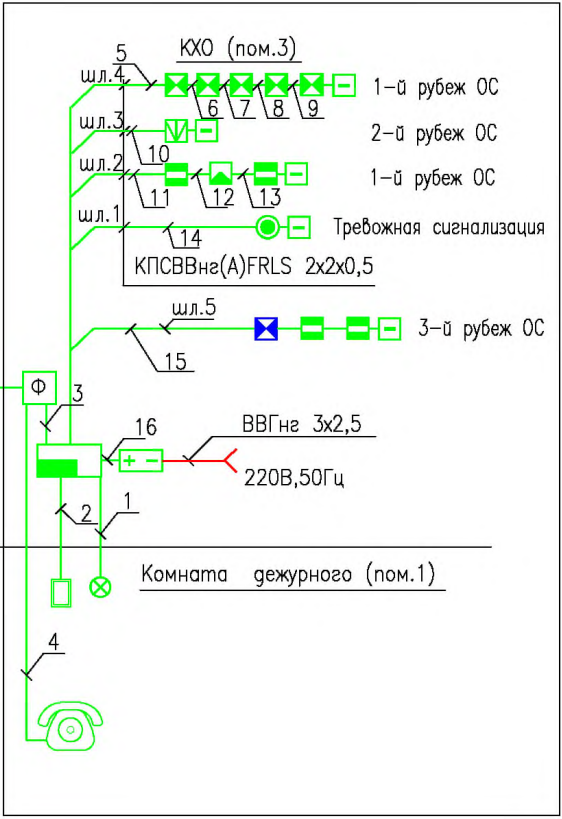 КХО (пом.3)
5
шл.4
6 7 8 9
1-й рубеж ОС
шл.3
10
2-й рубеж ОС
шл.2
11 12 13
1-й рубеж ОС
шл.1
14
Тревожная сигнализация
КПСВВнг(А)FRLS 2х2х0,5
шл.5
15
3-й рубеж ОС
Ф
3
16
ВВГнг 3х2,5
+ -
220В,50Гц
2
1
Комната дежурного (пом.1)
4